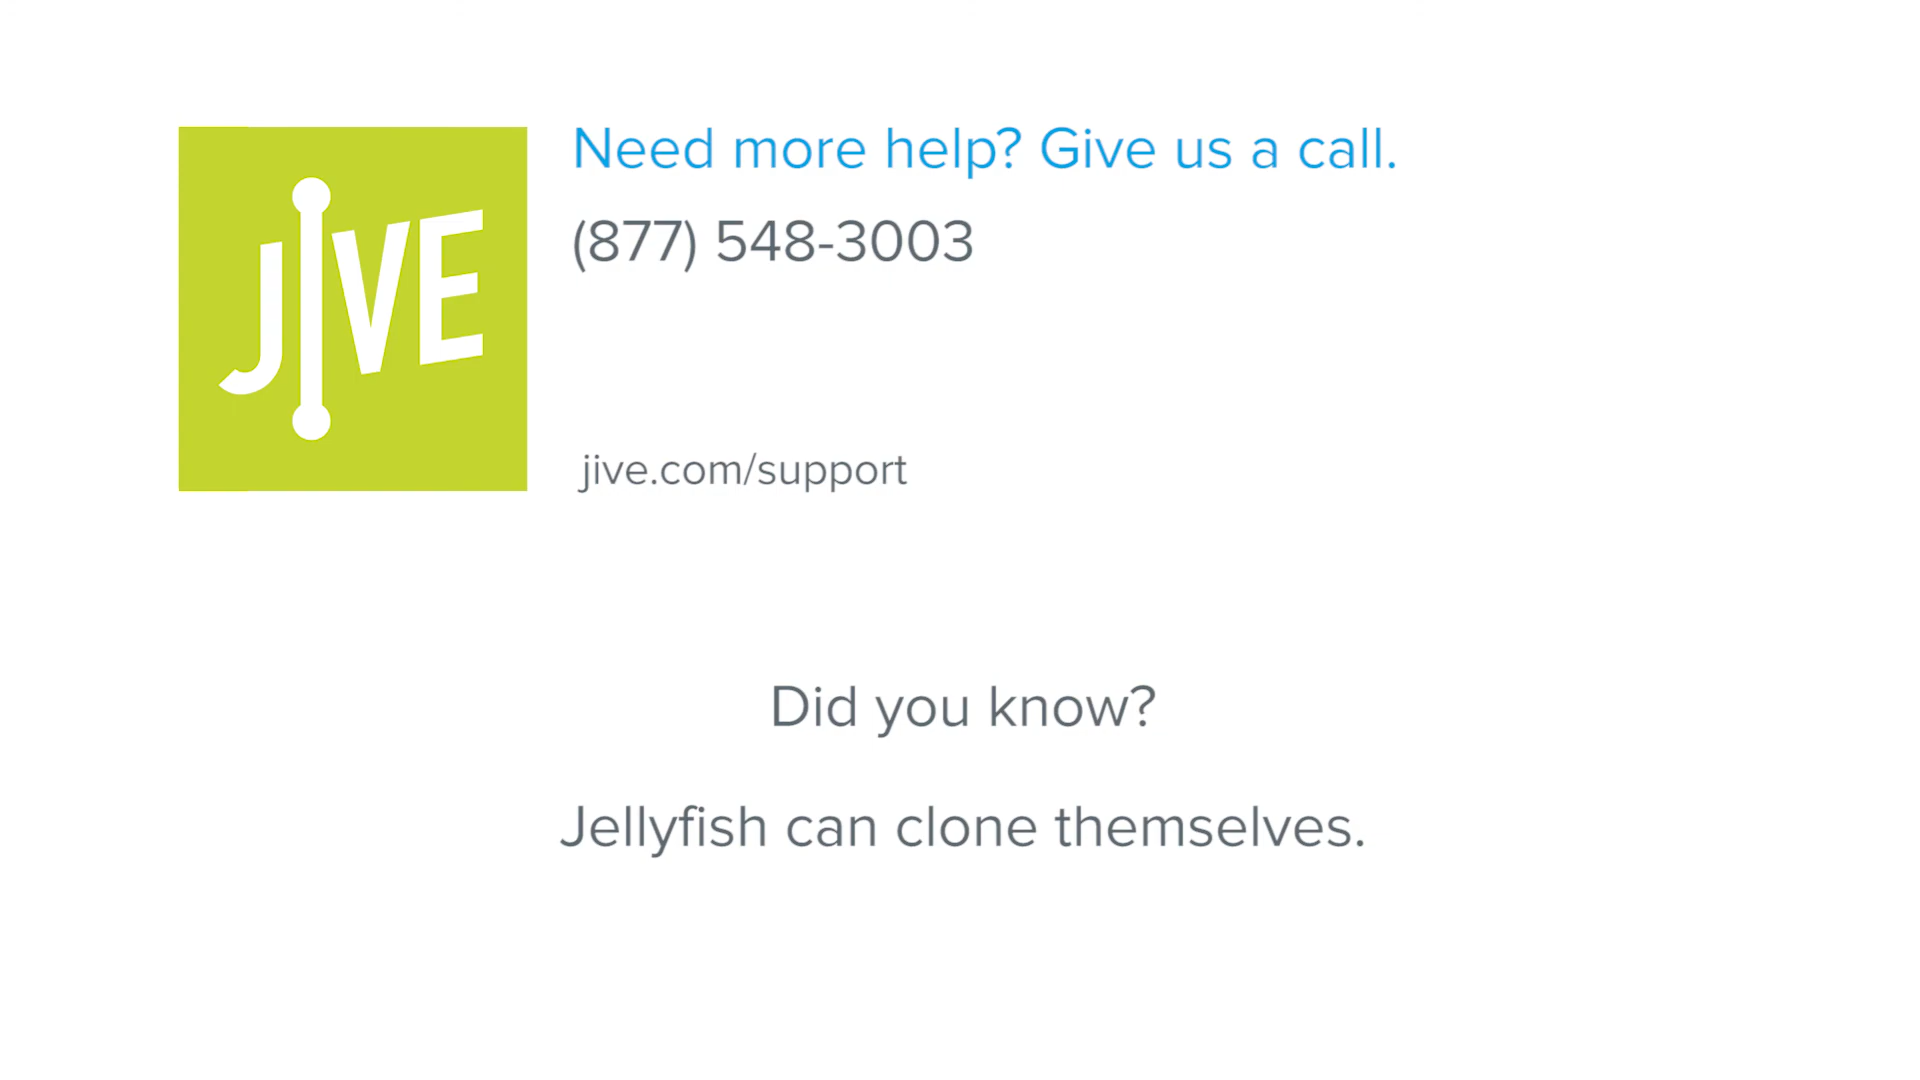 JIVE
Need more help? Give us a call.
(877) 548-3003
jive.com/support
Did you know?
Jellyfish can clone themselves.